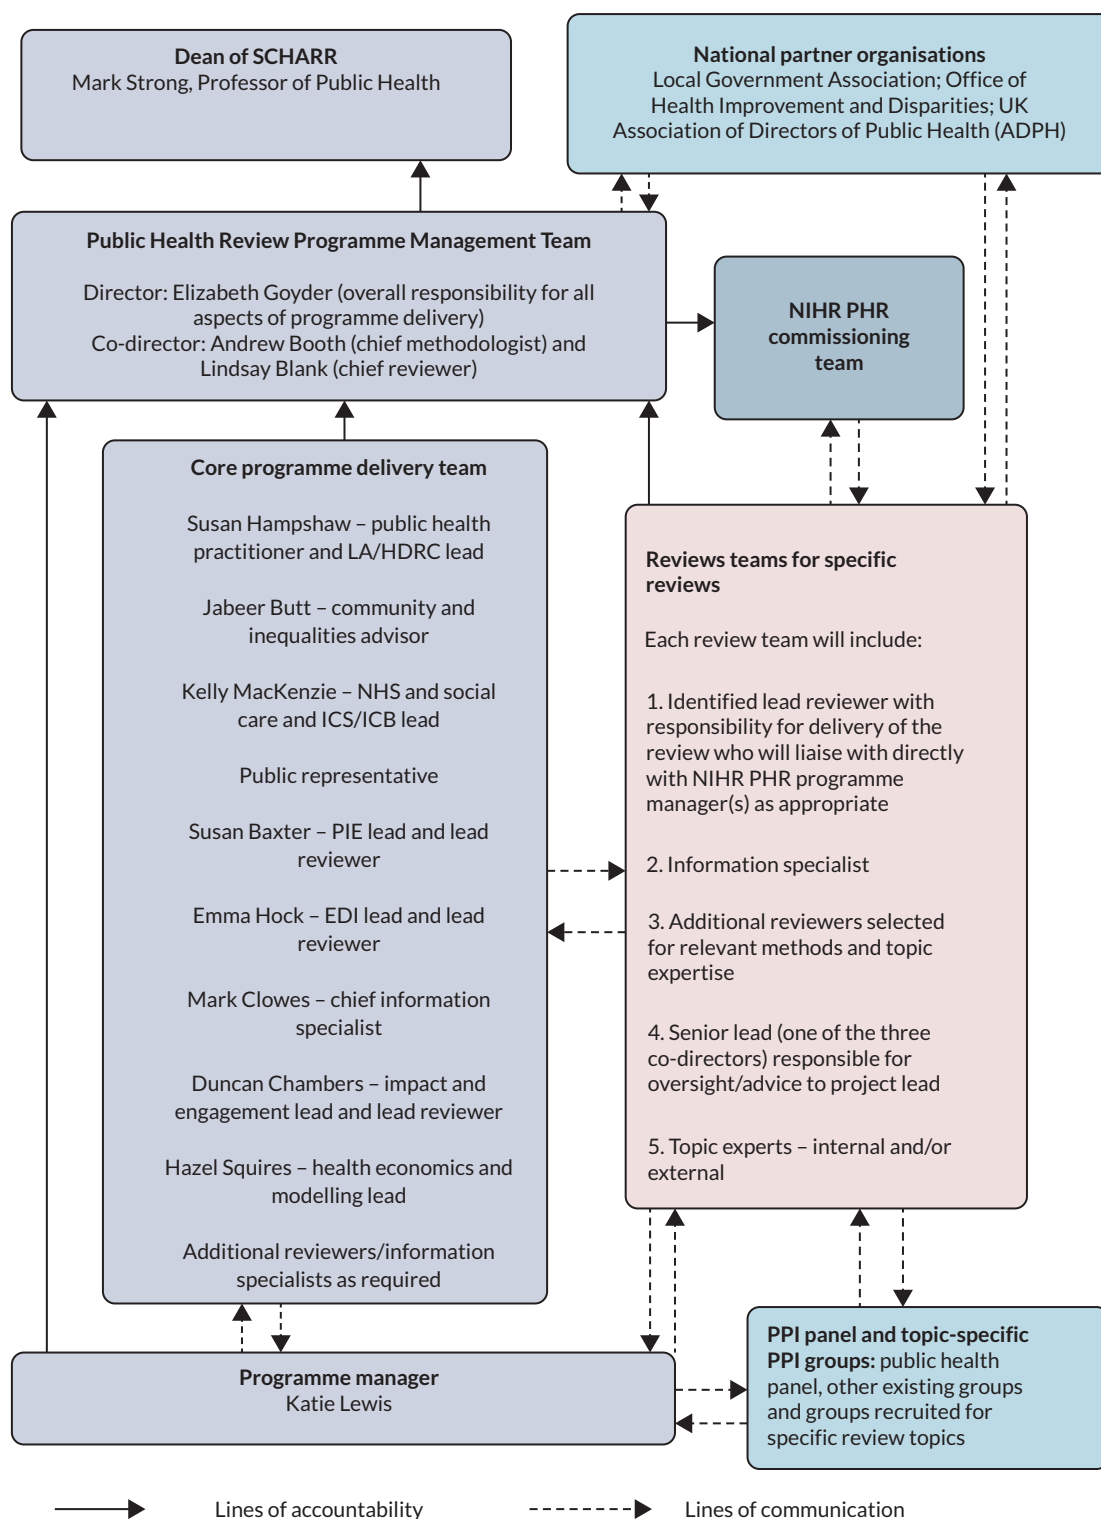 Dean of SCHARR
Mark Strong, Professor of Public Health
National partner organisations
Local Government Association; Office of
Health Improvement and Disparities; UK
Association of Directors of Public Health (ADPH)
Public Health Review Programme Management Team
Director: Elizabeth Goyder (overall responsibility for all
aspects of programme delivery)
Co-director: Andrew Booth (chief methodologist) and
Lindsay Blank (chief reviewer)
NIHR PHR
commissioning
team
Core programme delivery team
Susan Hampshaw – public health
practitioner and LA/HDRC lead
Jabeer Butt – community and
inequalities advisor
Kelly MacKenzie – NHS and social
care and ICS/ICB lead
Public representative
Susan Baxter – PIE lead and lead
reviewer
Emma Hock – EDI lead and lead
reviewer
Mark Clowes – chief information
specialist
Duncan Chambers – impact and
engagement lead and lead reviewer
Hazel Squires – health economics and
modelling lead
Additional reviewers/information
specialists as required
Reviews teams for specific
reviews
Each review team will include:
1. Identified lead reviewer with
responsibility for delivery of the
review who will liaise with directly
with NIHR PHR programme
manager(s) as appropriate
2. Information specialist
3. Additional reviewers selected
for relevant methods and topic
expertise
4. Senior lead (one of the three
co-directors) responsible for
oversight/advice to project lead
5. Topic experts – internal and/or
external
Programme manager
Katie Lewis
PPI panel and topic-specific
PPI groups: public health
panel, other existing groups
and groups recruited for
specific review topics
Lines of accountability
Lines of communication